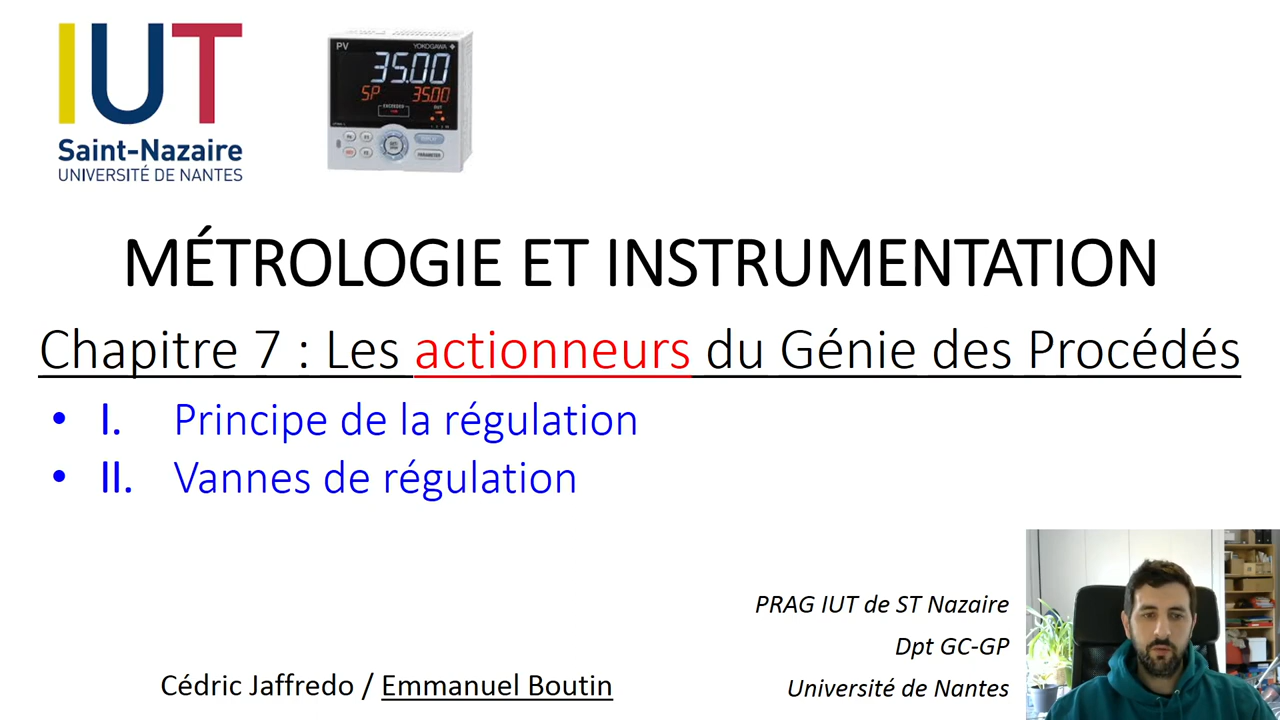 IUT
Saint-Nazaire
UNIVERSITÉ DE NANTES
PV
YOKOGAWA
35.00
SP 35.00
MÉTROLOGIE ET INSTRUMENTATION
Chapitre 7 : Les actionneurs du Génie des Procédés
• I. Principe de la régulation
• II. Vannes de régulation
PRAG IUT de ST Nazaire
Dpt GC-GP
Université de Nantes
Cédric Jaffredo / Emmanuel Boutin